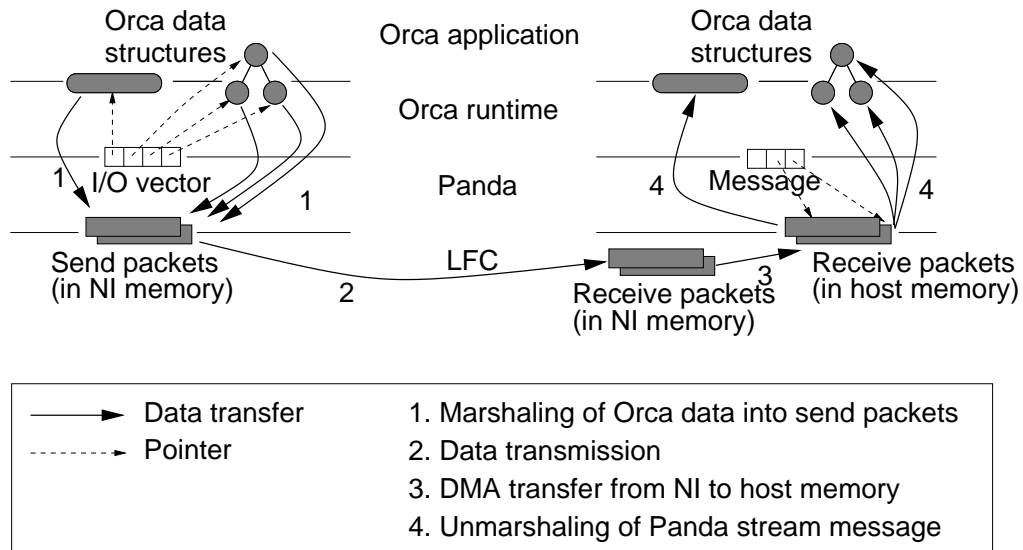 Orca data
structures
Orca application
Orca data
structures
Orca runtime
1
I/O vector
1
Panda
4
Message
4
Send packets
(in NI memory)
2
LFC
3
Receive packets
(in NI memory)
Receive packets
(in host memory)
Data transfer
Pointer
1. Marshaling of Orca data into send packets
2. Data transmission
3. DMA transfer from NI to host memory
4. Unmarshaling of Panda stream message